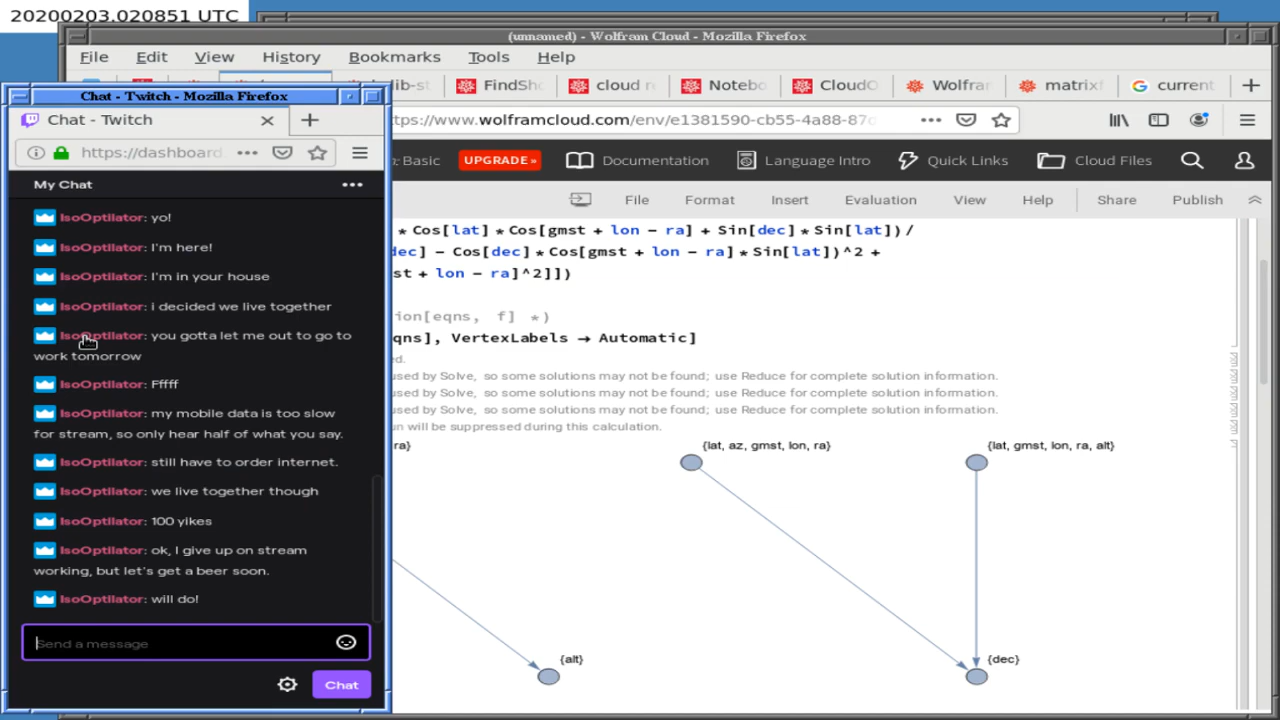 20200203.020851 UTC
(unnamed) - Wolfram Cloud - Mozilla Firefox
File Edit View History Bookmarks Tools Help
FindSh cloud r Notebo CloudO Wolfrar matrixf current
ttps://www.wolframcloud.com/env/e1381590-cb55-4a88-87c
Basic UPGRADE » Documentation Language Intro Quick Links Cloud Files
File Format Insert Evaluation View Help Share Publish
* Cos[lat] * Cos[gmst + lon - ra] + Sin[dec] * Sin[lat])/
dec] - Cos[dec] * Cos[gmst + lon - ra] * Sin[lat])^2 +
st + lon - ra]^2]])
ion[eqns, f] *)
qns], VertexLabels → Automatic]
ed.
used by Solve, so some solutions may not be found; use Reduce for complete solution information.
used by Solve, so some solutions may not be found; use Reduce for complete solution information.
used by Solve, so some solutions may not be found; use Reduce for complete solution information.
un will be suppressed during this calculation.
ra}
{lat, az, gmst, lon, ra}
{lat, gmst, lon, ra, alt}
{alt}
{dec}
Chat - Twitch - Mozilla Firefox
Chat - Twitch
https://dashboard.
My Chat
IsoOptilator: yo!
IsoOptilator: I'm here!
IsoOptilator: I'm in your house
IsoOptilator: i decided we live together
IsoOptilator: you gotta let me out to go to
work tomorrow
IsoOptilator: Fffff
IsoOptilator: my mobile data is too slow
for stream, so only hear half of what you say.
IsoOptilator: still have to order internet.
IsoOptilator: we live together though
IsoOptilator: 100 yikes
IsoOptilator: ok, I give up on stream
working, but let's get a beer soon.
IsoOptilator: will do!
Send a message
Chat